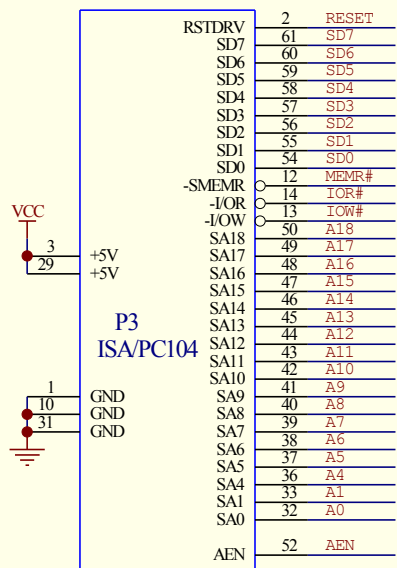 RSTDRV 2 RESET
SD7 61 SD7
SD6 60 SD6
SD5 59 SD5
SD4 58 SD4
SD3 57 SD3
SD2 56 SD2
SD1 55 SD1
SD0 54 SD0
-SMEMR 12 MEMR#
-I/OR 14 IOR#
-I/OW 13 IOW#
SA18 50 A18
SA17 49 A17
SA16 48 A16
SA15 47 A15
SA14 46 A14
SA13 45 A13
SA12 44 A12
SA11 43 A11
SA10 42 A10
SA9 41 A9
SA8 40 A8
SA7 39 A7
SA6 38 A6
SA5 37 A5
SA4 36 A4
SA1 33 A1
SA0 32 A0
AEN 52 AEN
VCC
3 +5V
29 +5V
P3
ISA/PC104
1 GND
10 GND
31 GND